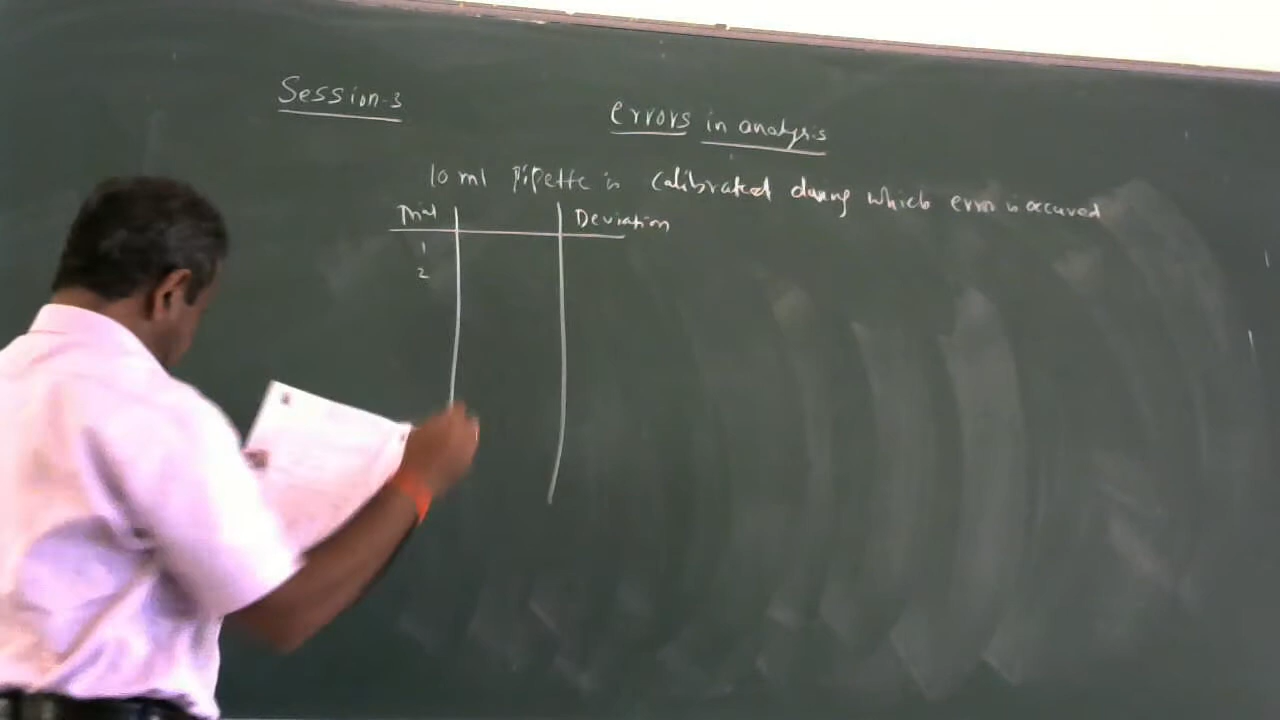 Session-3
Errors in analysis
10 ml pipette is calibrated during which error is occured
Trial Deviation
1
2